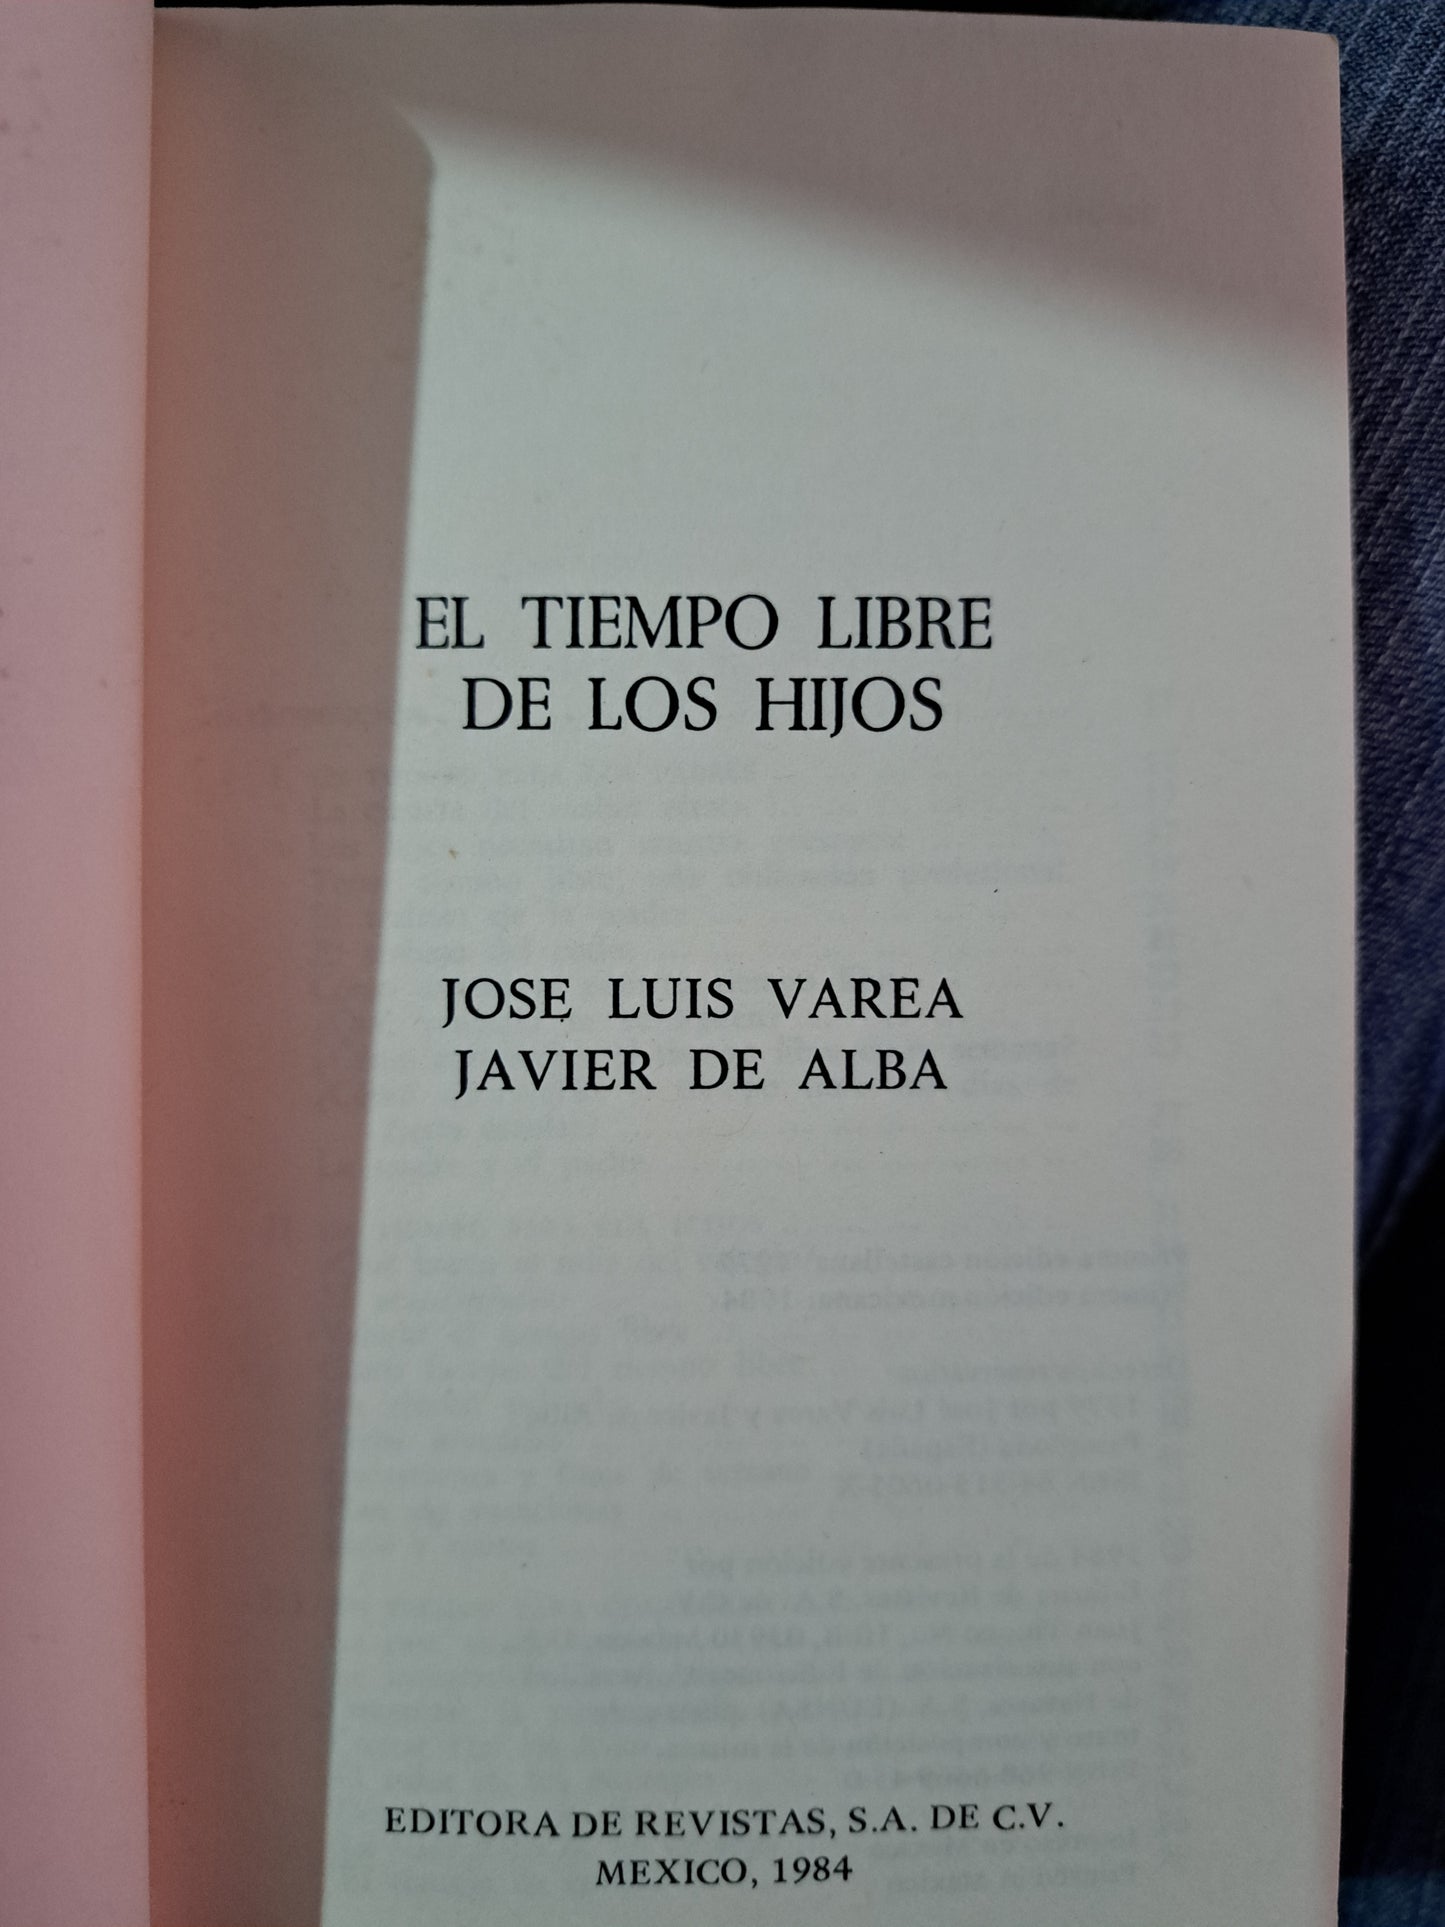 EL TIEMPO LIBRE
DE LOS HIJOS
JOSE LUIS VAREA
JAVIER DE ALBA
EDITORA DE REVISTAS, S.A. DE C.V.
MEXICO, 1984